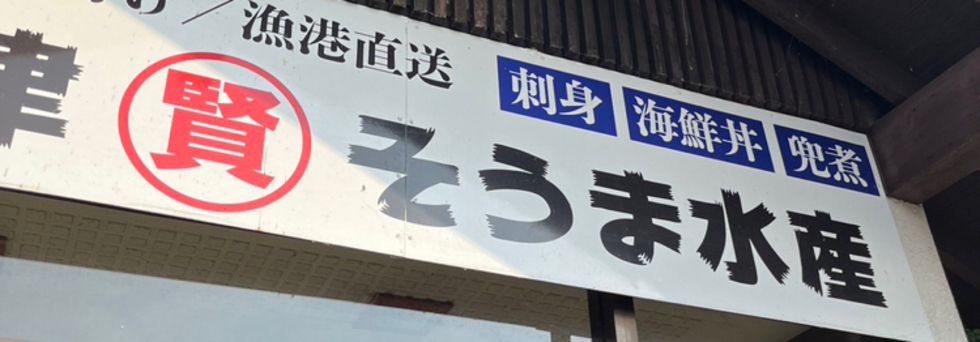 漁港直送
刺身 海鮮丼 兜煮
賢 そうま水産